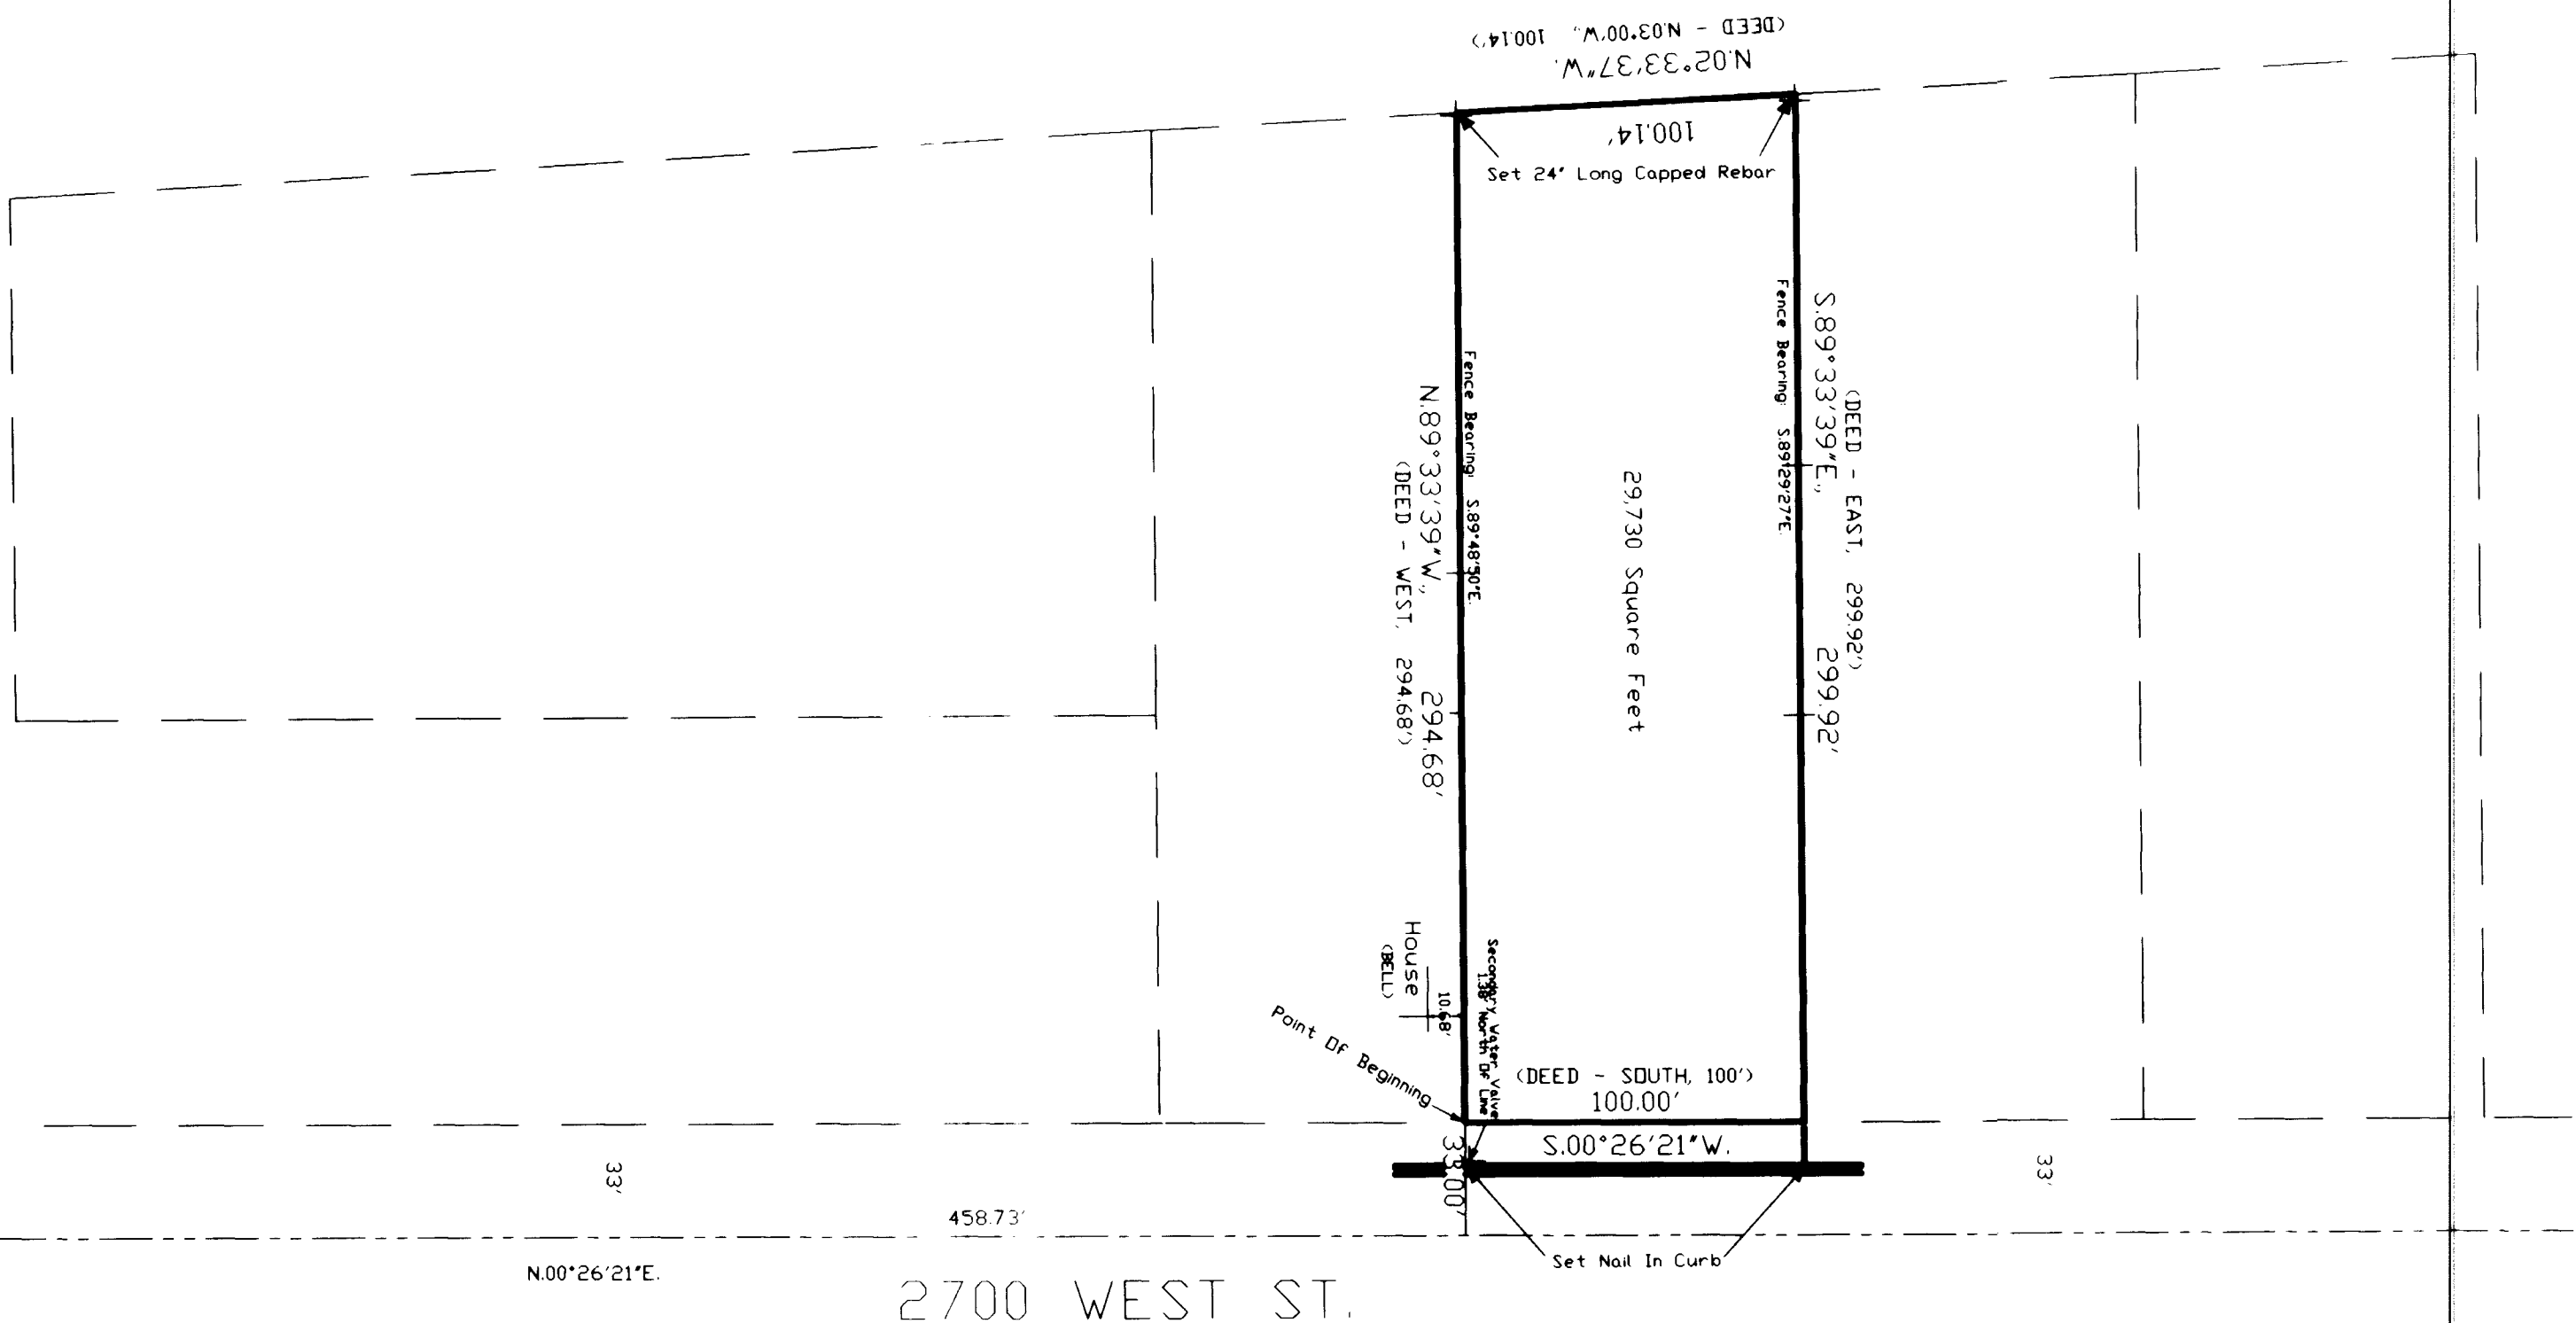 (DEED - N.03°00'W., 100.14')
N.02°33'37"W.
100.14'
Set 24" Long Capped Rebar
Fence Bearing: S.89°48'50"E.
N.89°33'39"W., 294.68'
(DEED - WEST, 294.68')
29,730 Square Feet
Fence Bearing: S.89°29'27"E.
S.89°33'39"E., 299.92'
(DEED - EAST, 299.92')
House
(BELL)
10.68'
Secondary Water Valve
1.38' North Of Line
Point Of Beginning
(DEED - SOUTH, 100')
100.00'
S.00°26'21"W.
33.00'
33'
33'
458.73'
Set Nail In Curb
N.00°26'21"E.
2700 WEST ST.